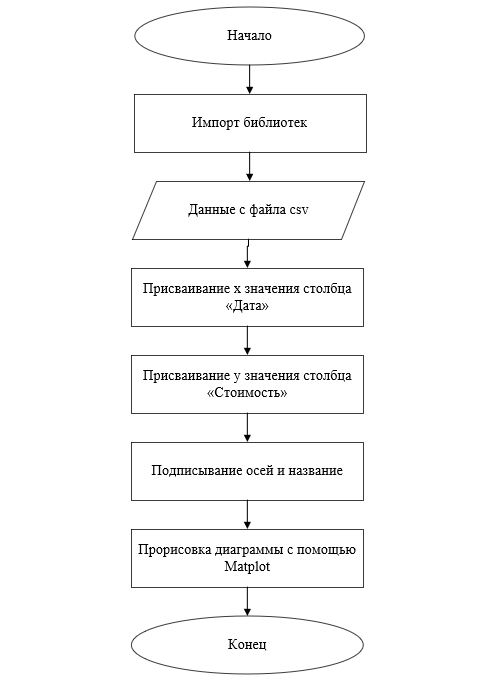 Начало
Импорт библиотек
Данные с файла csv
Присваивание x значения столбца
«Дата»
Присваивание y значения столбца
«Стоимость»
Подписывание осей и название
Прорисовка диаграммы с помощью
Matplot
Конец